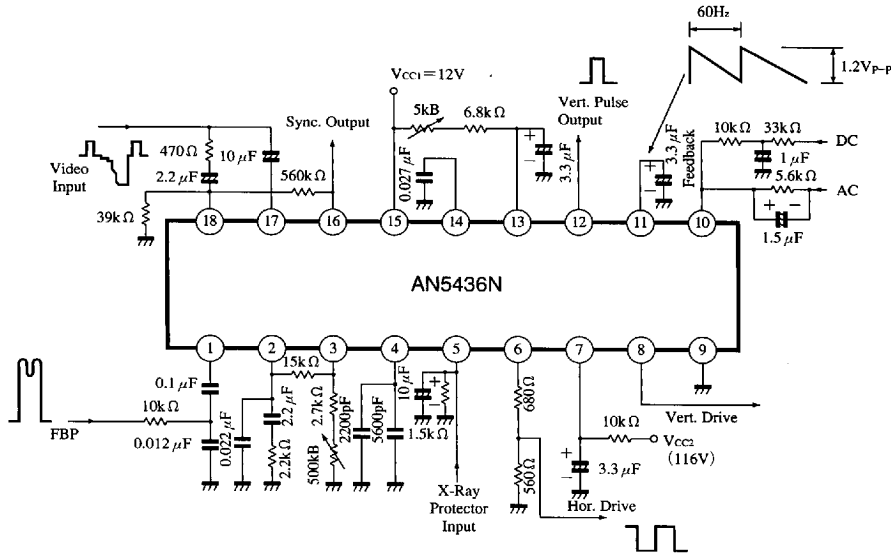 60Hz
1.2VP-P
VCC1=12V
Vert. Pulse
Output
5kB
6.8kΩ
Sync. Output
Video
Input
470Ω
2.2μF
10μF
560kΩ
39kΩ
0.027μF
3.3μF
3.3μF
Feedback
10kΩ
33kΩ
DC
1μF
5.6kΩ
AC
1.5μF
18
17
16
15
14
13
12
11
10
AN5436N
1
2
3
4
5
6
7
8
9
0.1μF
10kΩ
FBP
0.012μF
0.022μF
15kΩ
2.2μF
2.2kΩ
2.7kΩ
500kB
2200pF
5600pF
10μF
1.5kΩ
X-Ray
Protector
Input
680Ω
560Ω
Hor. Drive
3.3μF
10kΩ
VCC2
(116V)
Vert. Drive